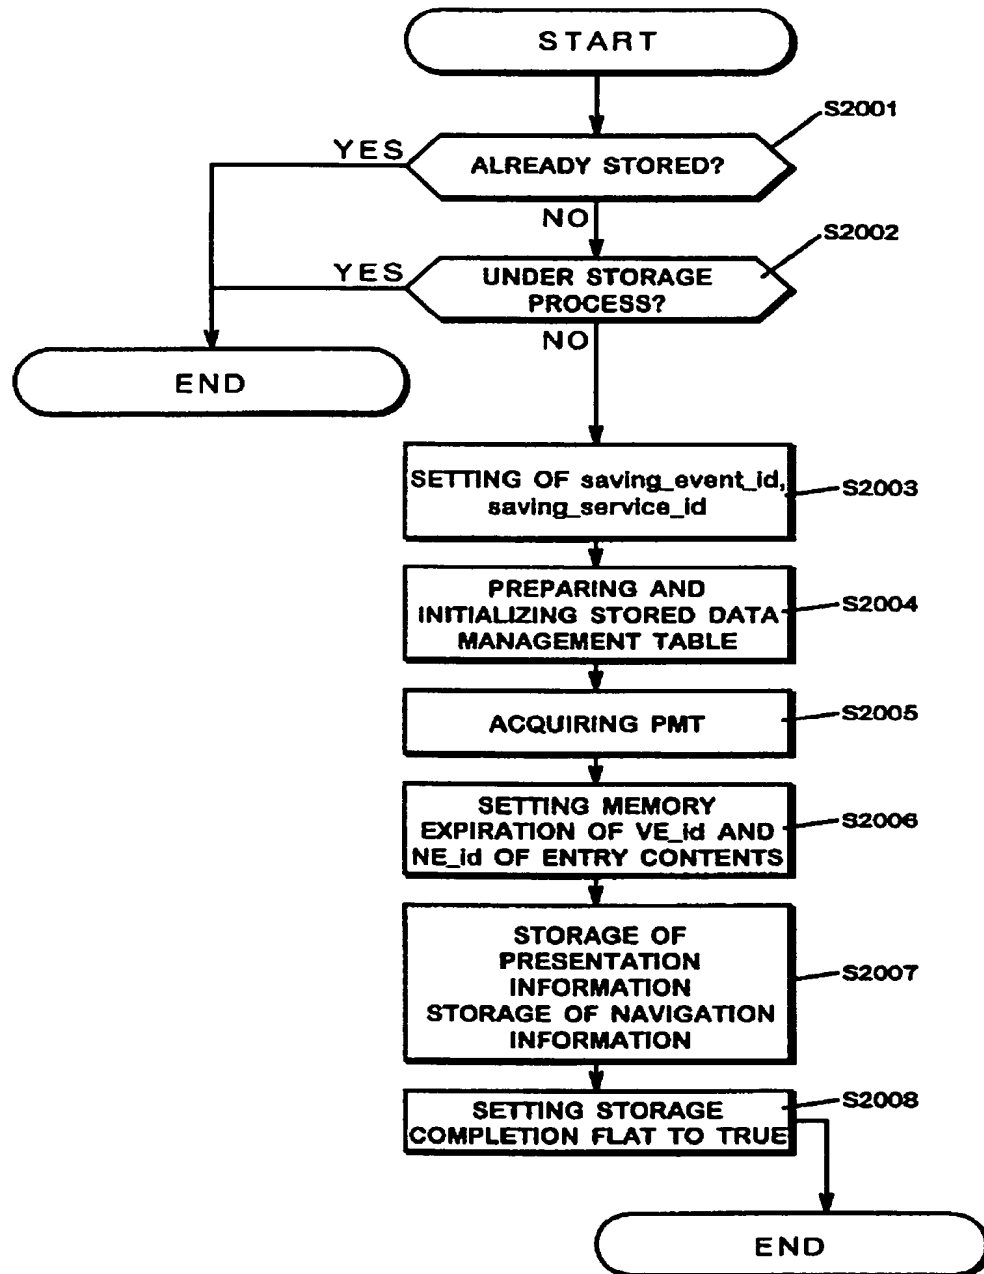 START
S2001
YES
ALREADY STORED?
NO
S2002
YES
UNDER STORAGE
PROCESS?
NO
END
SETTING OF saving_event_id,
saving_service_id
S2003
PREPARING AND
INITIALIZING STORED DATA
MANAGEMENT TABLE
S2004
ACQUIRING PMT
S2005
SETTING MEMORY
EXPIRATION OF VE_id AND
NE_id OF ENTRY CONTENTS
S2006
STORAGE OF
PRESENTATION
INFORMATION
STORAGE OF NAVIGATION
INFORMATION
S2007
SETTING STORAGE
COMPLETION FLAT TO TRUE
S2008
END